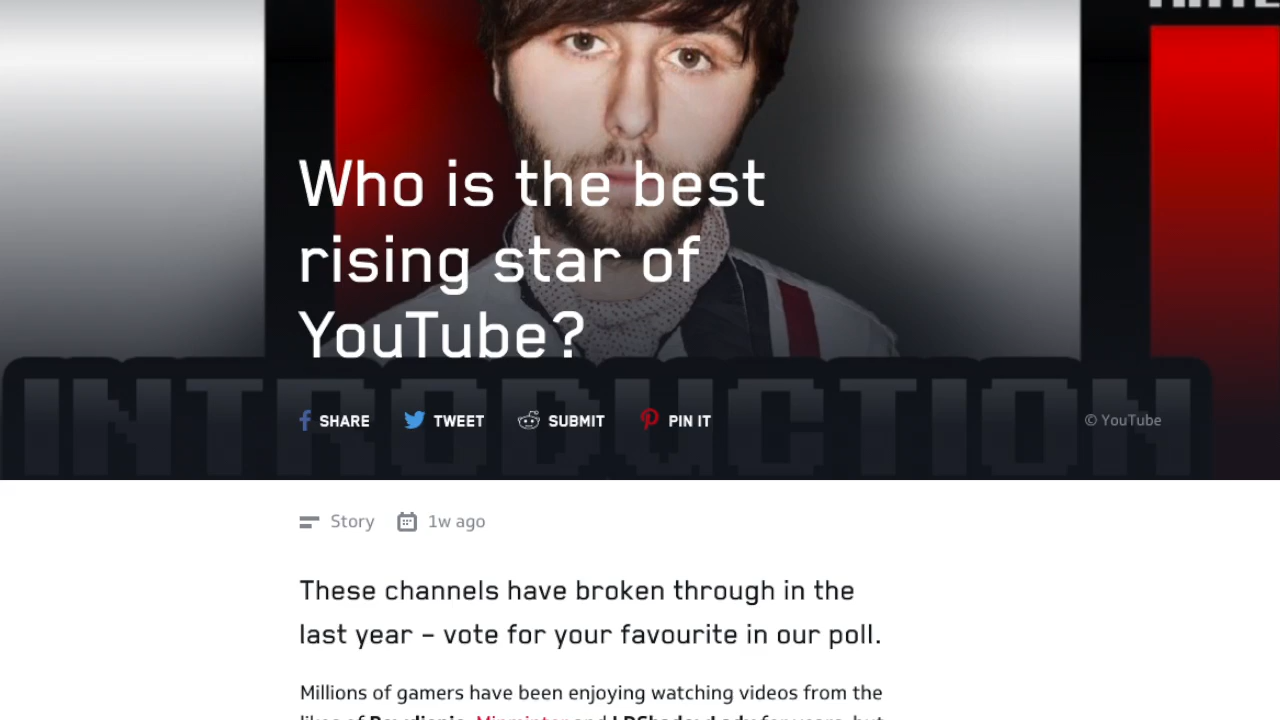 Who is the best
rising star of
YouTube?
INTRODUCTION
SHARE TWEET SUBMIT PIN IT © YouTube
Story 1w ago
These channels have broken through in the
last year – vote for your favourite in our poll.
Millions of gamers have been enjoying watching videos from the